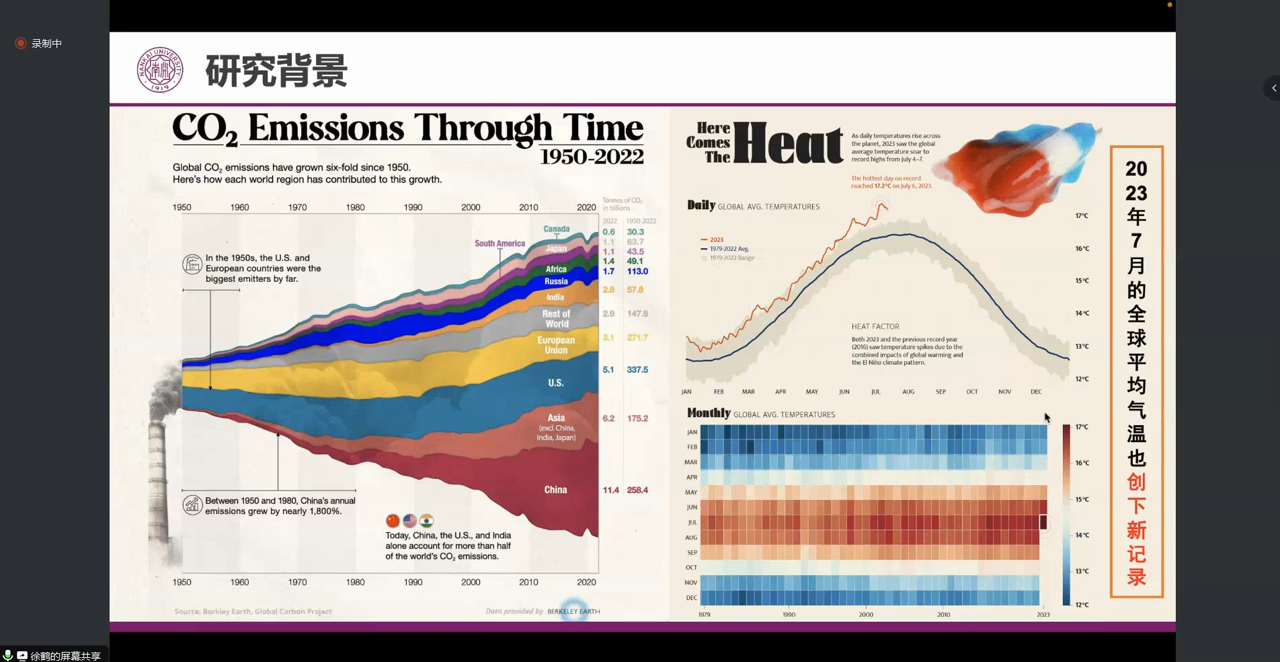 录制中
NANKAI UNIVERSITY
1919
研究背景
CO₂ Emissions Through Time
1950-2022
Global CO₂ emissions have grown six-fold since 1950.
Here's how each world region has contributed to this growth.
1950 1960 1970 1980 1990 2000 2010 2020
Tonnes of CO₂
in billions
2022 1950-2022
Canada 0.6 30.3
Japan 1.1 63.7
South America 1.1 43.5
Africa 1.4 49.1
Russia 1.7 113.0
India 2.8 57.8
Rest of
World 2.9 147.8
European
Union 3.1 271.7
U.S. 5.1 337.5
Asia 6.2 175.2
(excl. China,
India, Japan)
China 11.4 258.4
In the 1950s, the U.S. and
European countries were the
biggest emitters by far.
Between 1950 and 1980, China's annual
emissions grew by nearly 1,800%.
Today, China, the U.S., and India
alone account for more than half
of the world's CO₂ emissions.
1950 1960 1970 1980 1990 2000 2010 2020
Source: Berkley Earth, Global Carbon Project
Data provided by BERKELEY EARTH
Here
Comes
The
Heat
As daily temperatures rise across
the planet, 2023 saw the global
average temperature soar to
record highs from July 4-7.
The hottest day on record
reached 17.2°C on July 6, 2023.
Daily GLOBAL AVG. TEMPERATURES
2023
1979-2022 Avg.
1979-2022 Range
17°C
16°C
15°C
14°C
13°C
12°C
HEAT FACTOR
Both 2023 and the previous record year
(2016) saw temperature spikes due to the
combined impacts of global warming and
the El Niño climate pattern.
JAN FEB MAR APR MAY JUN JUL AUG SEP OCT NOV DEC
Monthly GLOBAL AVG. TEMPERATURES
JAN
FEB
MAR
APR
MAY
JUN
JUL
AUG
SEP
OCT
NOV
DEC
1979 1990 2000 2010 2023
17°C
16°C
15°C
14°C
13°C
12°C
2023年7月的全球平均气温也创下新记录
徐鹤的屏幕共享